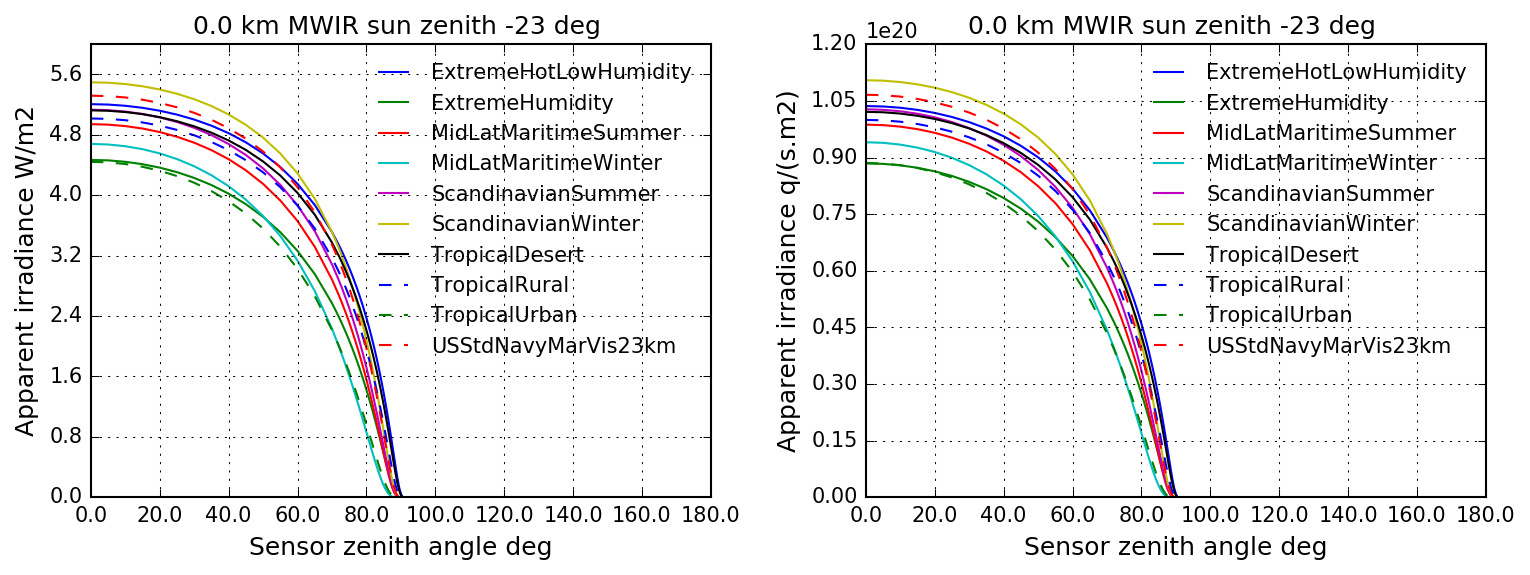 0.0 km MWIR sun zenith -23 deg
Apparent irradiance W/m2
5.6
4.8
4.0
3.2
2.4
1.6
0.8
0.0
ExtremeHotLowHumidity
ExtremeHumidity
MidLatMaritimeSummer
MidLatMaritimeWinter
ScandinavianSummer
ScandinavianWinter
TropicalDesert
TropicalRural
TropicalUrban
USStdNavyMarVis23km
0.0 20.0 40.0 60.0 80.0 100.0 120.0 140.0 160.0 180.0
Sensor zenith angle deg
0.0 km MWIR sun zenith -23 deg
1e20
Apparent irradiance q/(s.m2)
1.20
1.05
0.90
0.75
0.60
0.45
0.30
0.15
0.00
ExtremeHotLowHumidity
ExtremeHumidity
MidLatMaritimeSummer
MidLatMaritimeWinter
ScandinavianSummer
ScandinavianWinter
TropicalDesert
TropicalRural
TropicalUrban
USStdNavyMarVis23km
0.0 20.0 40.0 60.0 80.0 100.0 120.0 140.0 160.0 180.0
Sensor zenith angle deg